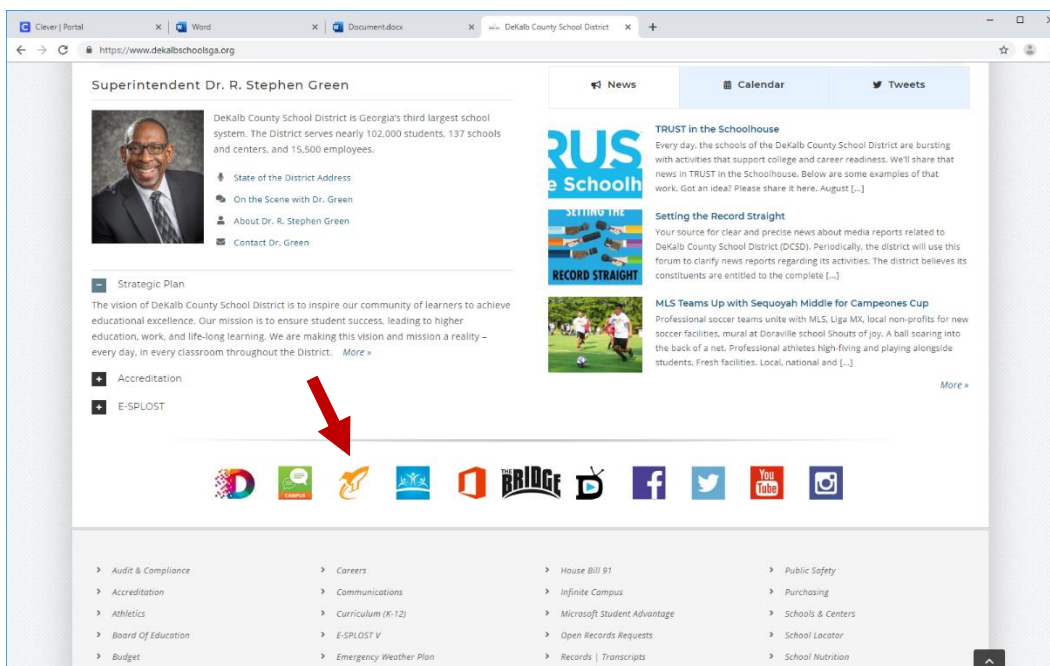 Clever | Portal
Word
Document.docx
DeKalb County School District
https://www.dekalbschoolsga.org
Superintendent Dr. R. Stephen Green
DeKalb County School District is Georgia's third largest school
system. The District serves nearly 102,000 students, 137 schools
and centers, and 15,500 employees.
State of the District Address
On the Scene with Dr. Green
About Dr. R. Stephen Green
Contact Dr. Green
Strategic Plan
The vision of DeKalb County School District is to inspire our community of learners to achieve
educational excellence. Our mission is to ensure student success, leading to higher
education, work, and life-long learning. We are making this vision and mission a reality –
every day, in every classroom throughout the District. More »
Accreditation
E-SPLOST
News
Calendar
Tweets
RUS
e Schoolh
TRUST in the Schoolhouse
Every day, the schools of the DeKalb County School District are bursting
with activities that support college and career readiness. We'll share that
news in TRUST in the Schoolhouse. Below are some examples of that
work. Got an idea? Please share it here. August [...]
SETTING THE
RECORD STRAIGHT
Setting the Record Straight
Your source for clear and precise news about media reports related to
DeKalb County School District (DCSD). Periodically, the district will use this
forum to clarify news reports regarding its activities. The district believes its
constituents are entitled to the complete [...]
MLS Teams Up with Sequoyah Middle for Campeones Cup
Professional soccer teams unite with MLS, Liga MX, local non-profits for new
soccer facilities, mural at Doraville school Shouts of joy. A ball soaring into
the back of a net. Professional athletes high-fiving and playing alongside
students. Fresh facilities. Local, national and [...]
More »
D
CAMPUS
THE BRIDGE
D
f
You Tube
Audit & Compliance
Accreditation
Athletics
Board Of Education
Budget
Careers
Communications
Curriculum (K-12)
E-SPLOST V
Emergency Weather Plan
House Bill 91
Infinite Campus
Microsoft Student Advantage
Open Records Requests
Records | Transcripts
Public Safety
Purchasing
Schools & Centers
School Locator
School Nutrition